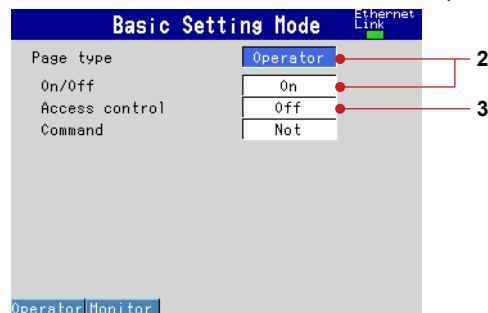 Basic Setting Mode
Ethernet
Link
Page type Operator 2
On/Off On
Access control Off 3
Command Not
Operator Monitor